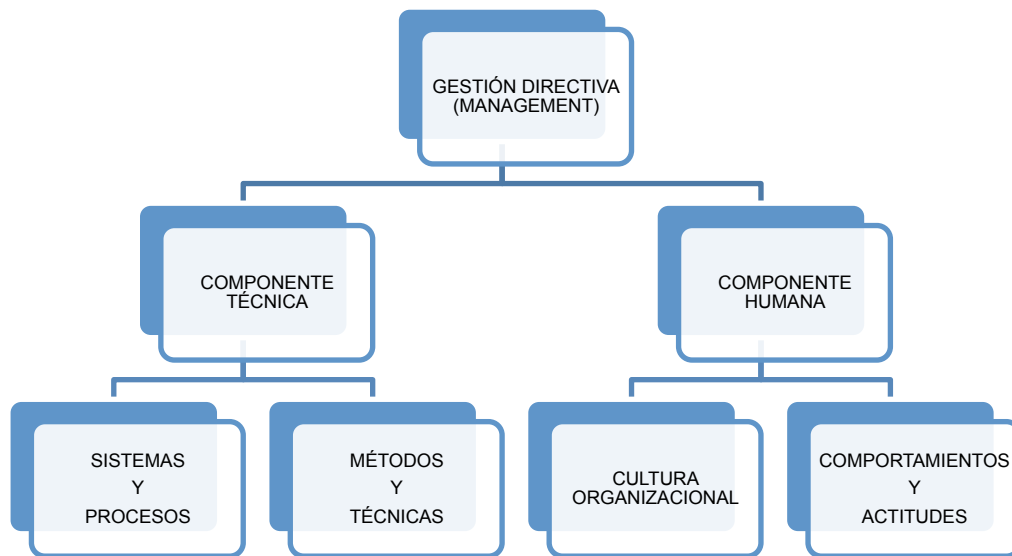 GESTIÓN DIRECTIVA
(MANAGEMENT)
COMPONENTE
TÉCNICA
COMPONENTE
HUMANA
SISTEMAS
Y
PROCESOS
MÉTODOS
Y
TÉCNICAS
CULTURA
ORGANIZACIONAL
COMPORTAMIENTOS
Y
ACTITUDES